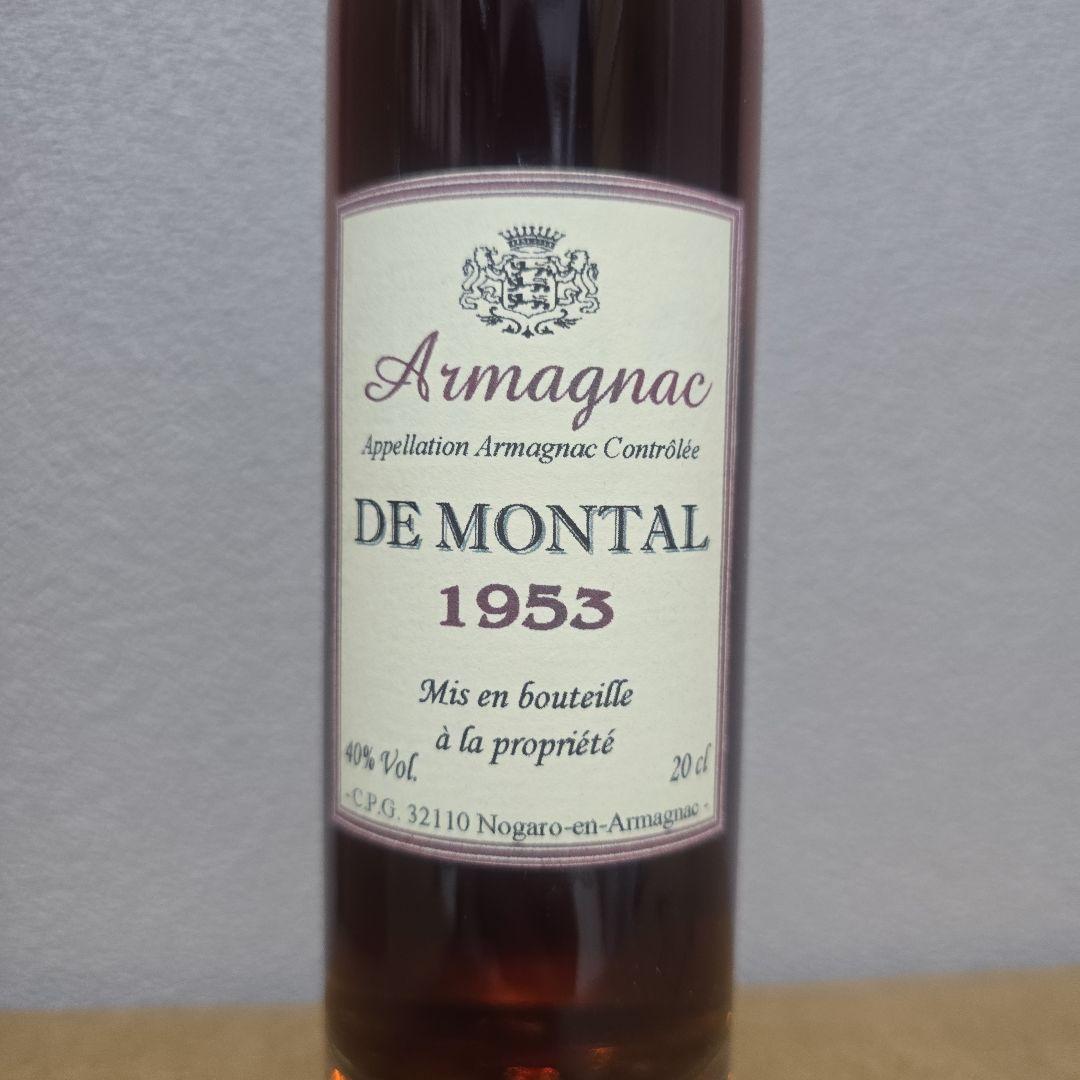 Armagnac
Appellation Armagnac Contrôlée
DE MONTAL
1953
Mis en bouteille
à la propriété
40% Vol.
20 cl
-C.P.G. 32110 Nogaro-en-Armagnac -